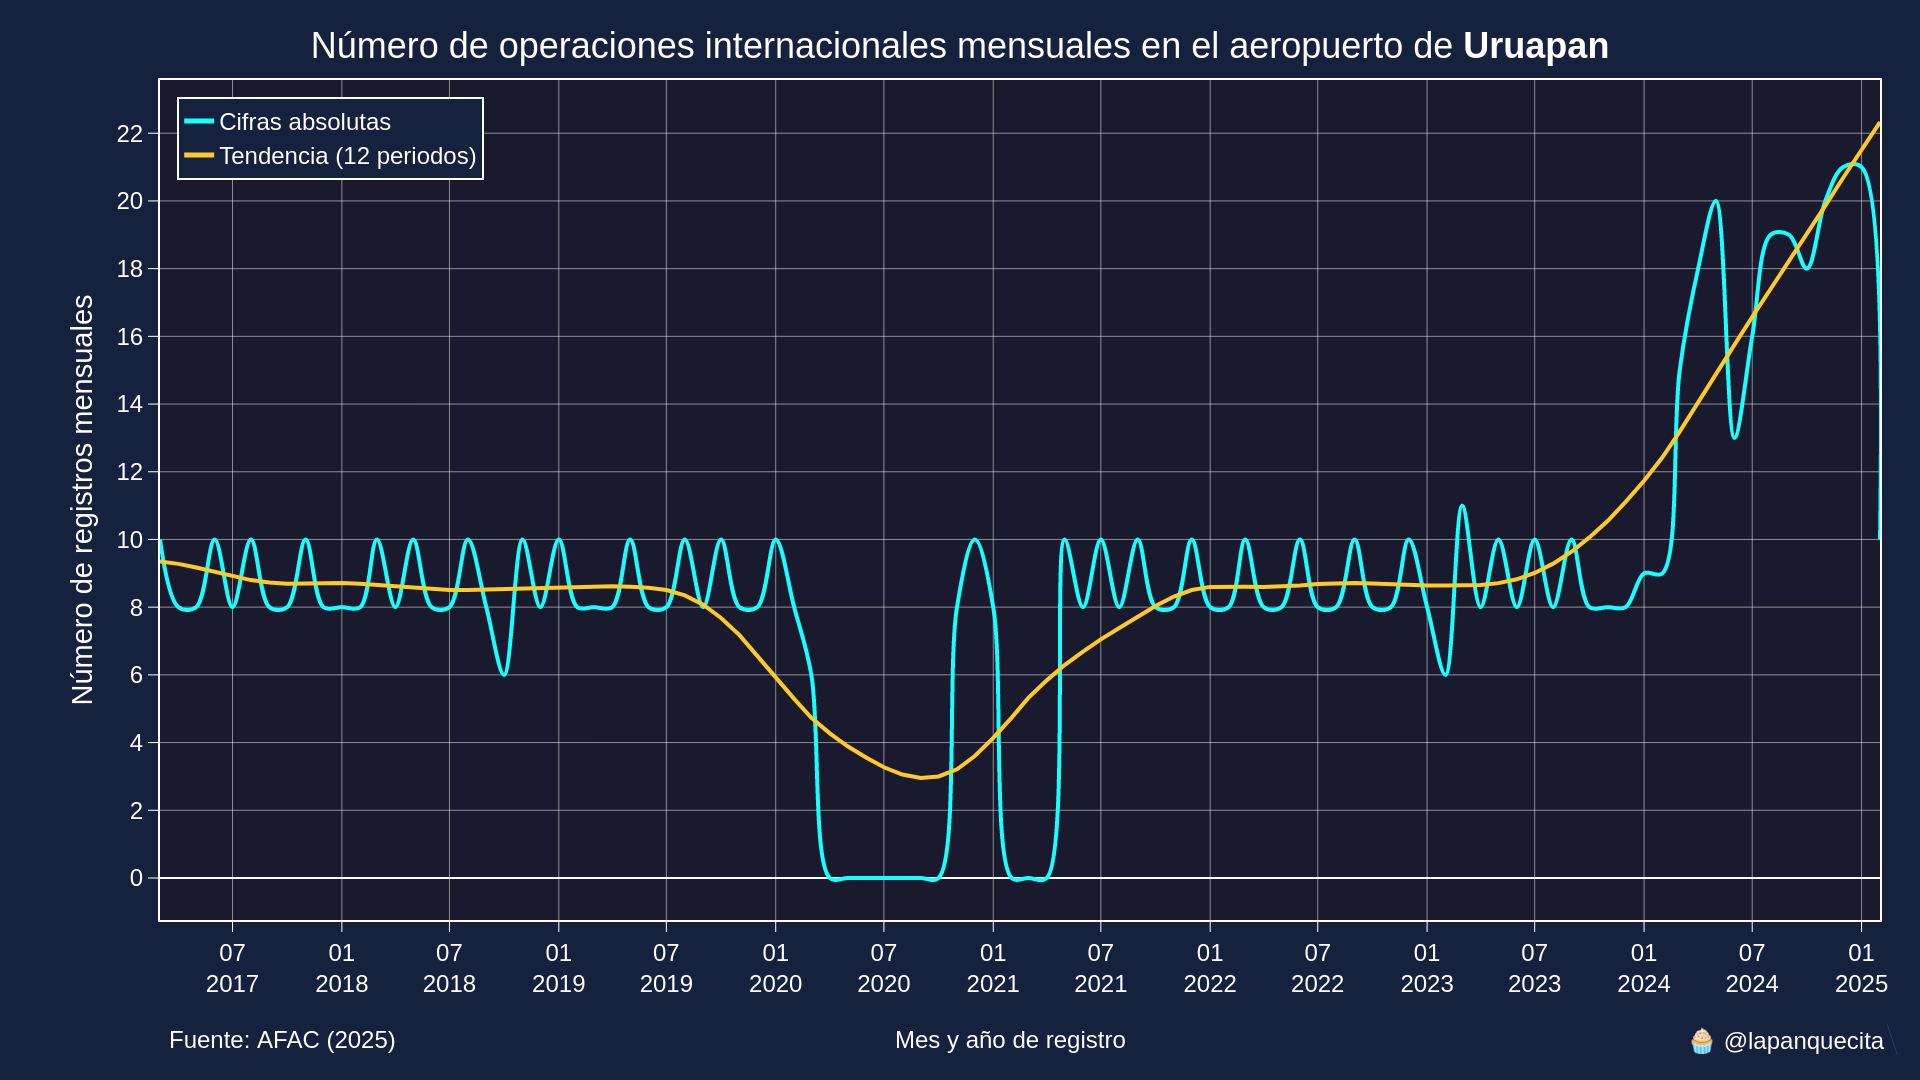 Número de operaciones internacionales mensuales en el aeropuerto de Uruapan
Cifras absolutas
Tendencia (12 periodos)
Número de registros mensuales
22
20
18
16
14
12
10
8
6
4
2
0
07 01 07 01 07 01 07 01 07 01 07 01 07 01 07 01
2017 2018 2018 2019 2019 2020 2020 2021 2021 2022 2022 2023 2023 2024 2024 2025
Fuente: AFAC (2025)
Mes y año de registro
🧁 @lapanquecita